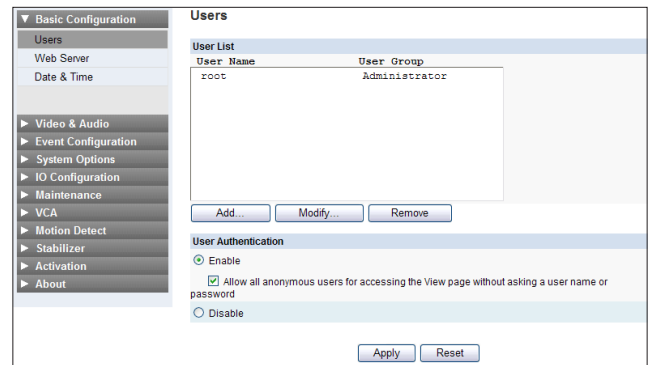 Basic Configuration
Users
Web Server
Date & Time
Video & Audio
Event Configuration
System Options
IO Configuration
Maintenance
VCA
Motion Detect
Stabilizer
Activation
About
Users
User List
User Name User Group
root Administrator
Add... Modify... Remove
User Authentication
Enable
Allow all anonymous users for accessing the View page without asking a user name or
password
Disable
Apply Reset